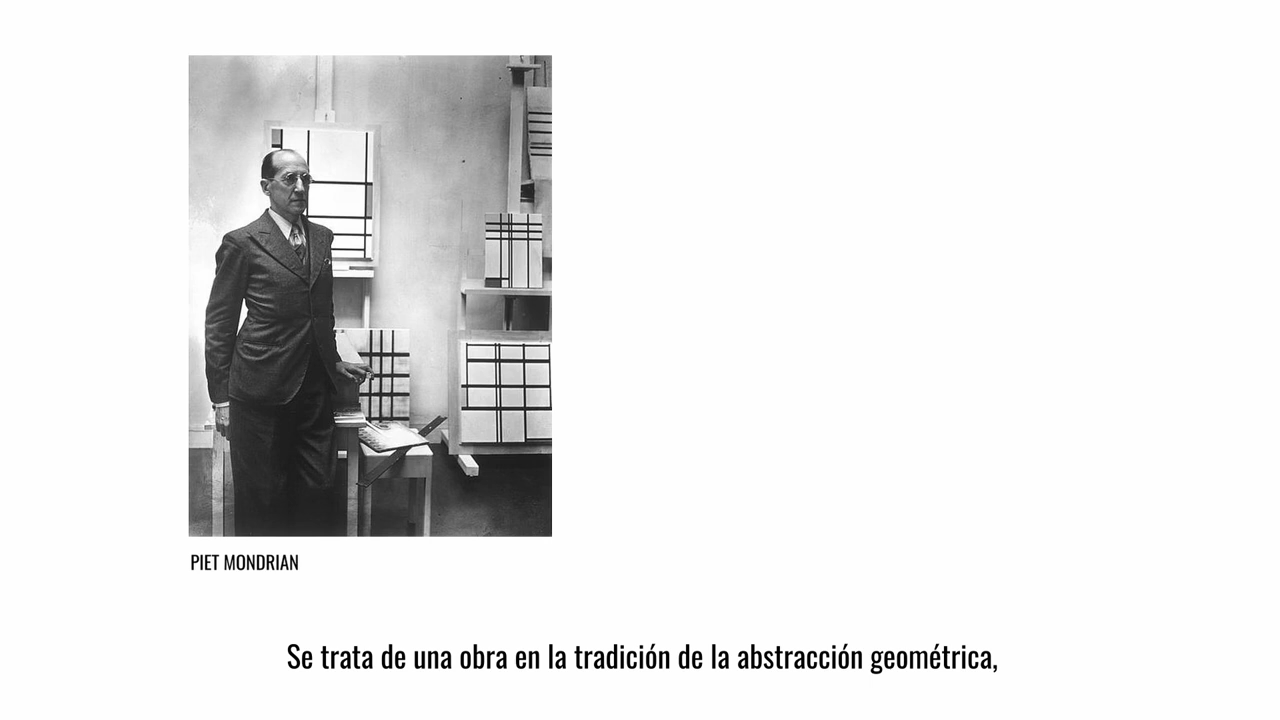 PIET MONDRIAN
Se trata de una obra en la tradición de la abstracción geométrica,